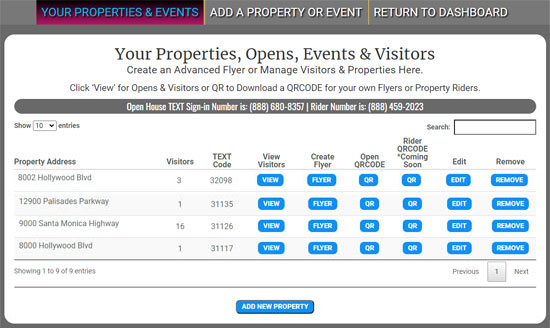 YOUR PROPERTIES & EVENTS ADD A PROPERTY OR EVENT RETURN TO DASHBOARD
Your Properties, Opens, Events & Visitors
Create an Advanced Flyer or Manage Visitors & Properties Here.
Click 'View' for Opens & Visitors or QR to Download a QRCODE for your own Flyers or Property Riders.
Open House TEXT Sign-in Number is: (888) 680-8357 | Rider Number is: (888) 459-2023
Show 10 entries Search:
Property Address Visitors TEXT Code View Visitors Create Flyer Open QRCODE Rider QRCODE *Coming Soon Edit Remove
8002 Hollywood Blvd 3 32098 VIEW FLYER QR QR EDIT REMOVE
12900 Palisades Parkway 1 31135 VIEW FLYER QR QR EDIT REMOVE
9000 Santa Monica Highway 16 31126 VIEW FLYER QR QR EDIT REMOVE
8000 Hollywood Blvd 1 31117 VIEW FLYER QR QR EDIT REMOVE
Showing 1 to 9 of 9 entries Previous 1 Next
ADD NEW PROPERTY